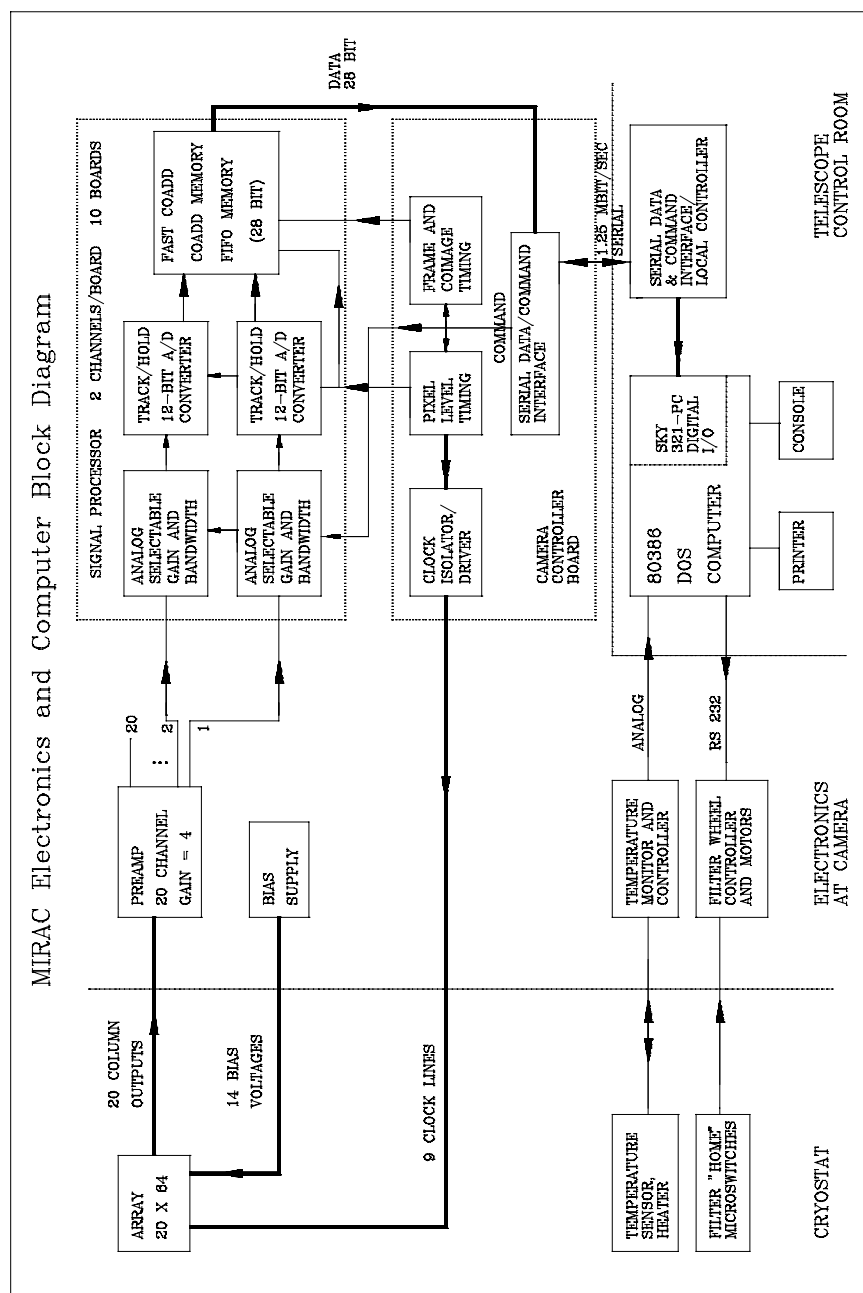 MIRAC Electronics and Computer Block Diagram
SIGNAL PROCESSOR 2 CHANNELS/BOARD 10 BOARDS
ARRAY
20 X 64
20 COLUMN
OUTPUTS
PREAMP
20 CHANNEL
GAIN = 4
20
...
2
1
ANALOG
SELECTABLE
GAIN AND
BANDWIDTH
TRACK/HOLD
12-BIT A/D
CONVERTER
FAST COADD
COADD MEMORY
FIFO MEMORY
(28 BIT)
DATA
28 BIT
14 BIAS
VOLTAGES
BIAS
SUPPLY
ANALOG
SELECTABLE
GAIN AND
BANDWIDTH
TRACK/HOLD
12-BIT A/D
CONVERTER
9 CLOCK LINES
CLOCK
ISOLATOR/
DRIVER
PIXEL
LEVEL
TIMING
FRAME AND
COIMAGE
TIMING
COMMAND
SERIAL DATA/COMMAND
INTERFACE
CAMERA
CONTROLLER
BOARD
1.25 MBIT/SEC
SERIAL
TEMPERATURE
SENSOR,
HEATER
TEMPERATURE
MONITOR AND
CONTROLLER
ANALOG
80386
DOS
COMPUTER
SKY
321-PC
DIGITAL
I/O
SERIAL DATA
& COMMAND
INTERFACE/
LOCAL CONTROLLER
FILTER "HOME"
MICROSWITCHES
FILTER WHEEL
CONTROLLER
AND MOTORS
RS 232
PRINTER
CONSOLE
CRYOSTAT
ELECTRONICS
AT CAMERA
TELESCOPE
CONTROL ROOM